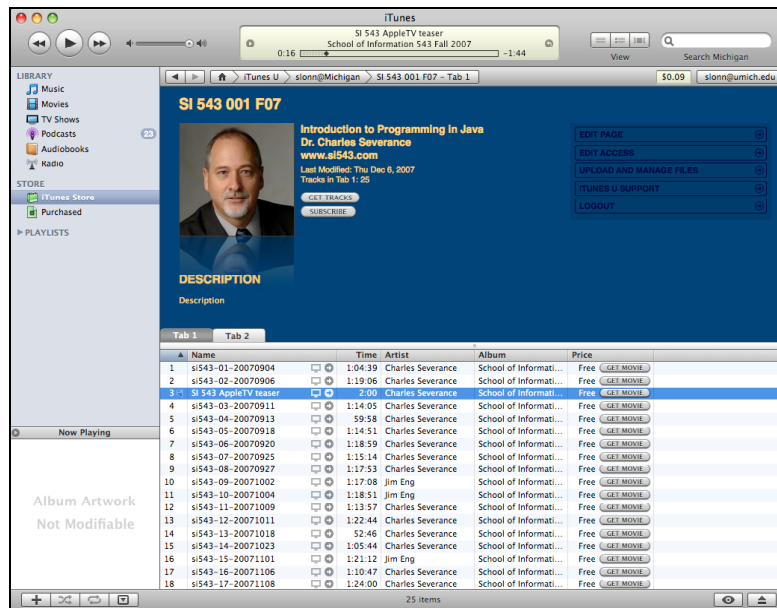 iTunes
SI 543 AppleTV teaser
School of Information 543 Fall 2007
0:16 -1:44
View
Search Michigan
LIBRARY
Music
Movies
TV Shows
Podcasts 23
Audiobooks
Radio
STORE
iTunes Store
Purchased
PLAYLISTS
iTunes U slonn@Michigan SI 543 001 F07 – Tab 1 $0.09 slonn@umich.edu
SI 543 001 F07
Introduction to Programming in Java
Dr. Charles Severance
www.si543.com
Last Modified: Thu Dec 6, 2007
Tracks in Tab 1: 25
GET TRACKS
SUBSCRIBE
EDIT PAGE
EDIT ACCESS
UPLOAD AND MANAGE FILES
ITUNES U SUPPORT
LOGOUT
DESCRIPTION
Description
Tab 1 Tab 2
Name Time Artist Album Price
1 si543-01-20070904 1:04:39 Charles Severance School of Informati... Free GET MOVIE
2 si543-02-20070906 1:19:06 Charles Severance School of Informati... Free GET MOVIE
3 SI 543 AppleTV teaser 2:00 Charles Severance School of Informati... Free GET MOVIE
4 si543-03-20070911 1:14:05 Charles Severance School of Informati... Free GET MOVIE
5 si543-04-20070913 59:58 Charles Severance School of Informati... Free GET MOVIE
6 si543-05-20070918 1:14:51 Charles Severance School of Informati... Free GET MOVIE
7 si543-06-20070920 1:18:59 Charles Severance School of Informati... Free GET MOVIE
8 si543-07-20070925 1:15:14 Charles Severance School of Informati... Free GET MOVIE
9 si543-08-20070927 1:17:53 Charles Severance School of Informati... Free GET MOVIE
10 si543-09-20071002 1:17:08 Jim Eng School of Informati... Free GET MOVIE
11 si543-10-20071004 1:18:51 Jim Eng School of Informati... Free GET MOVIE
12 si543-11-20071009 1:13:57 Charles Severance School of Informati... Free GET MOVIE
13 si543-12-20071011 1:22:44 Charles Severance School of Informati... Free GET MOVIE
14 si543-13-20071018 52:46 Charles Severance School of Informati... Free GET MOVIE
15 si543-14-20071023 1:05:44 Charles Severance School of Informati... Free GET MOVIE
16 si543-15-20071101 1:21:12 Jim Eng School of Informati... Free GET MOVIE
17 si543-16-20071106 1:10:47 Charles Severance School of Informati... Free GET MOVIE
18 si543-17-20071108 1:24:00 Charles Severance School of Informati... Free GET MOVIE
Now Playing
Album Artwork
Not Modifiable
25 items